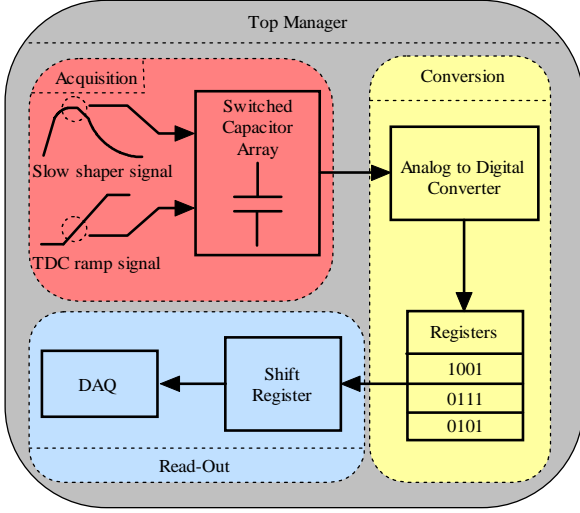 Top Manager
Acquisition
Slow shaper signal
TDC ramp signal
Switched
Capacitor
Array
Conversion
Analog to Digital
Converter
Registers
1001
0111
0101
Shift
Register
DAQ
Read-Out